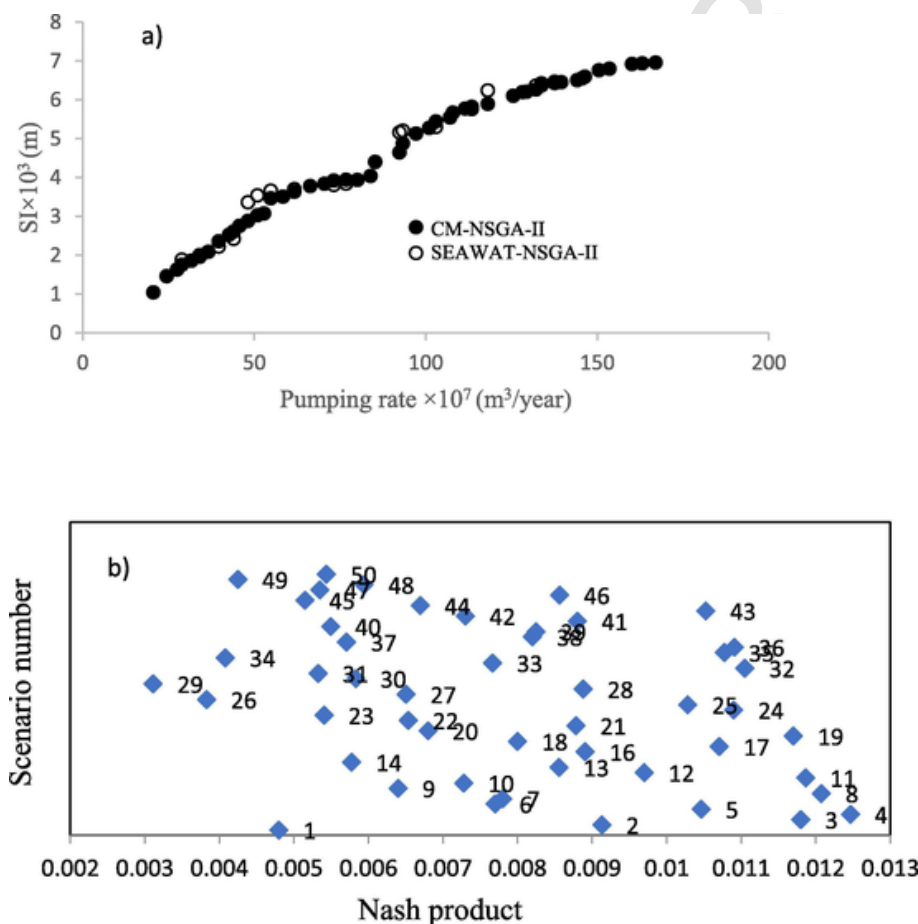 a)
8
7
6
5
4
3
2
1
0
SI×10³ (m)
CM-NSGA-II
SEAWAT-NSGA-II
0 50 100 150 200
Pumping rate ×10⁷ (m³/year)
b)
Scenario number
49 50 48
47
45 44 46
42 41 43
40
39
38
37 36
35
34 33 32
31 30
29 28
27
26 25 24
23 22 21
20 19
18 17
16
14 13 12 11
10
9 8
7
6 5
4
3
2
1
0.002 0.003 0.004 0.005 0.006 0.007 0.008 0.009 0.01 0.011 0.012 0.013
Nash product